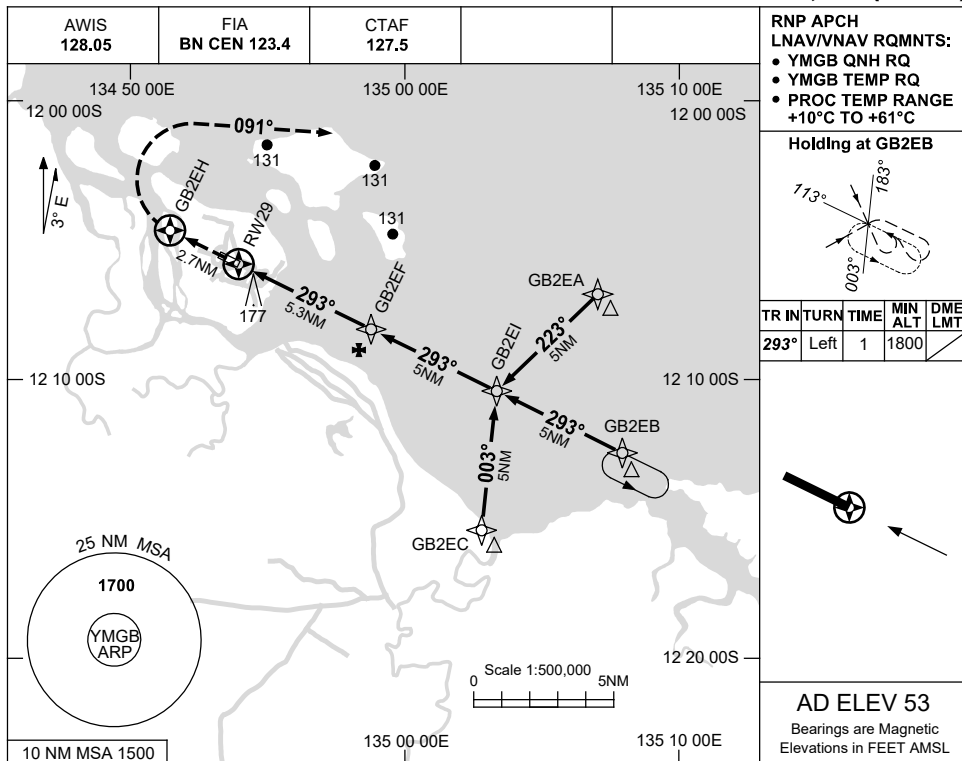 AWIS
128.05
FIA
BN CEN 123.4
CTAF
127.5
RNP APCH
LNAV/VNAV RQMNTS:
• YMGB QNH RQ
• YMGB TEMP RQ
• PROC TEMP RANGE
+10°C TO +61°C
134 50 00E
135 00 00E
135 10 00E
12 00 00S
12 00 00S
091°
131
131
131
3° E
GB2EH
RW29
2.7NM
177
293°
5.3NM
GB2EF
GB2EA
223°
5NM
GB2EI
293°
5NM
12 10 00S
12 10 00S
293°
5NM
GB2EB
003°
5NM
GB2EC
Holding at GB2EB
113°
183°
003°
TR IN TURN TIME MIN ALT DME LMT
293° Left 1 1800
25 NM MSA
1700
YMGB
ARP
Scale 1:500,000
0 5NM
12 20 00S
135 00 00E
135 10 00E
10 NM MSA 1500
AD ELEV 53
Bearings are Magnetic
Elevations in FEET AMSL